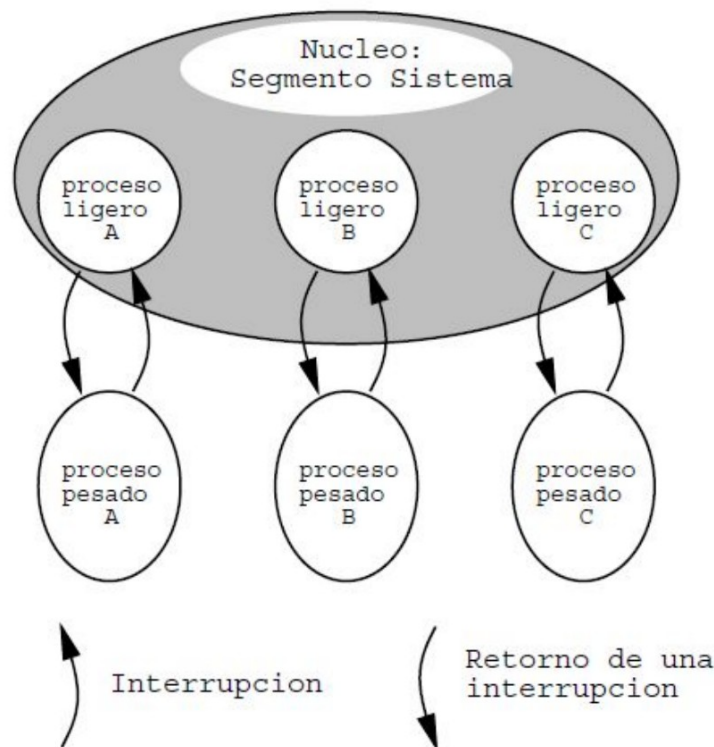 Nucleo:
Segmento Sistema
proceso
ligero
A
proceso
ligero
B
proceso
ligero
C
proceso
pesado
A
proceso
pesado
B
proceso
pesado
C
Interrupcion
Retorno de una
interrupcion